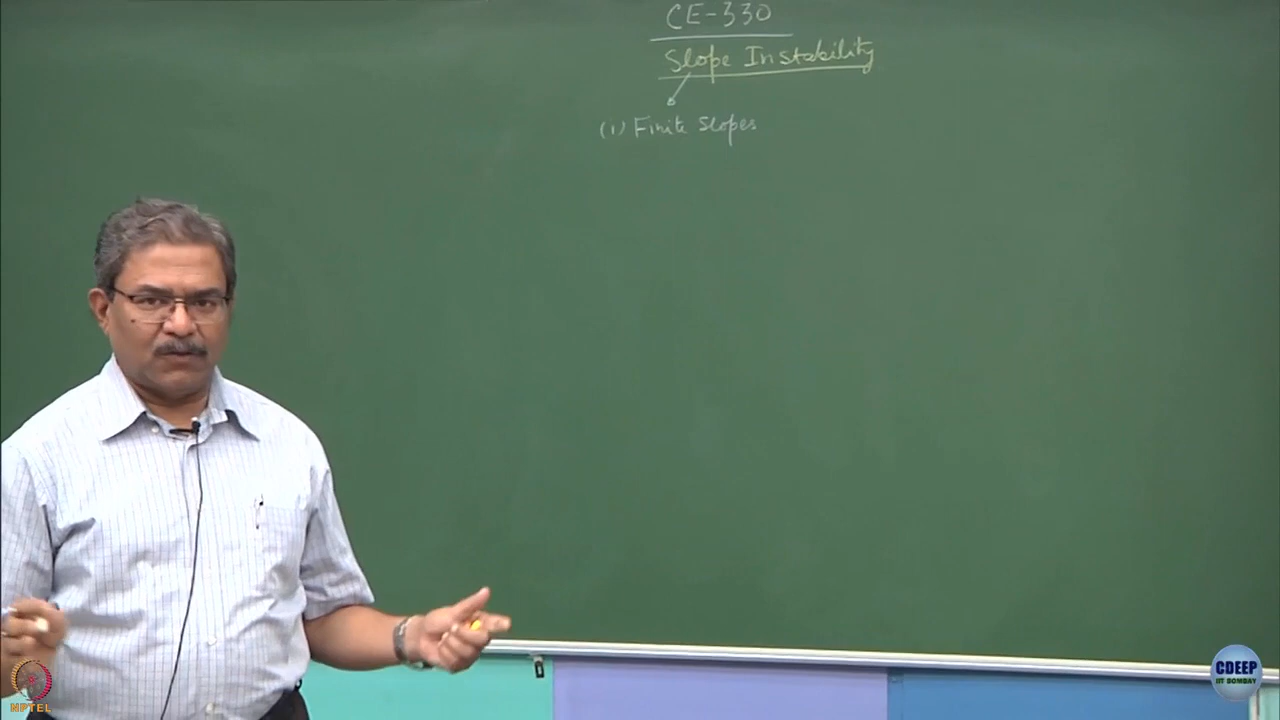 CE-330
Slope Instability
(1) Finite Slopes
NPTEL
CDEEP
IIT BOMBAY